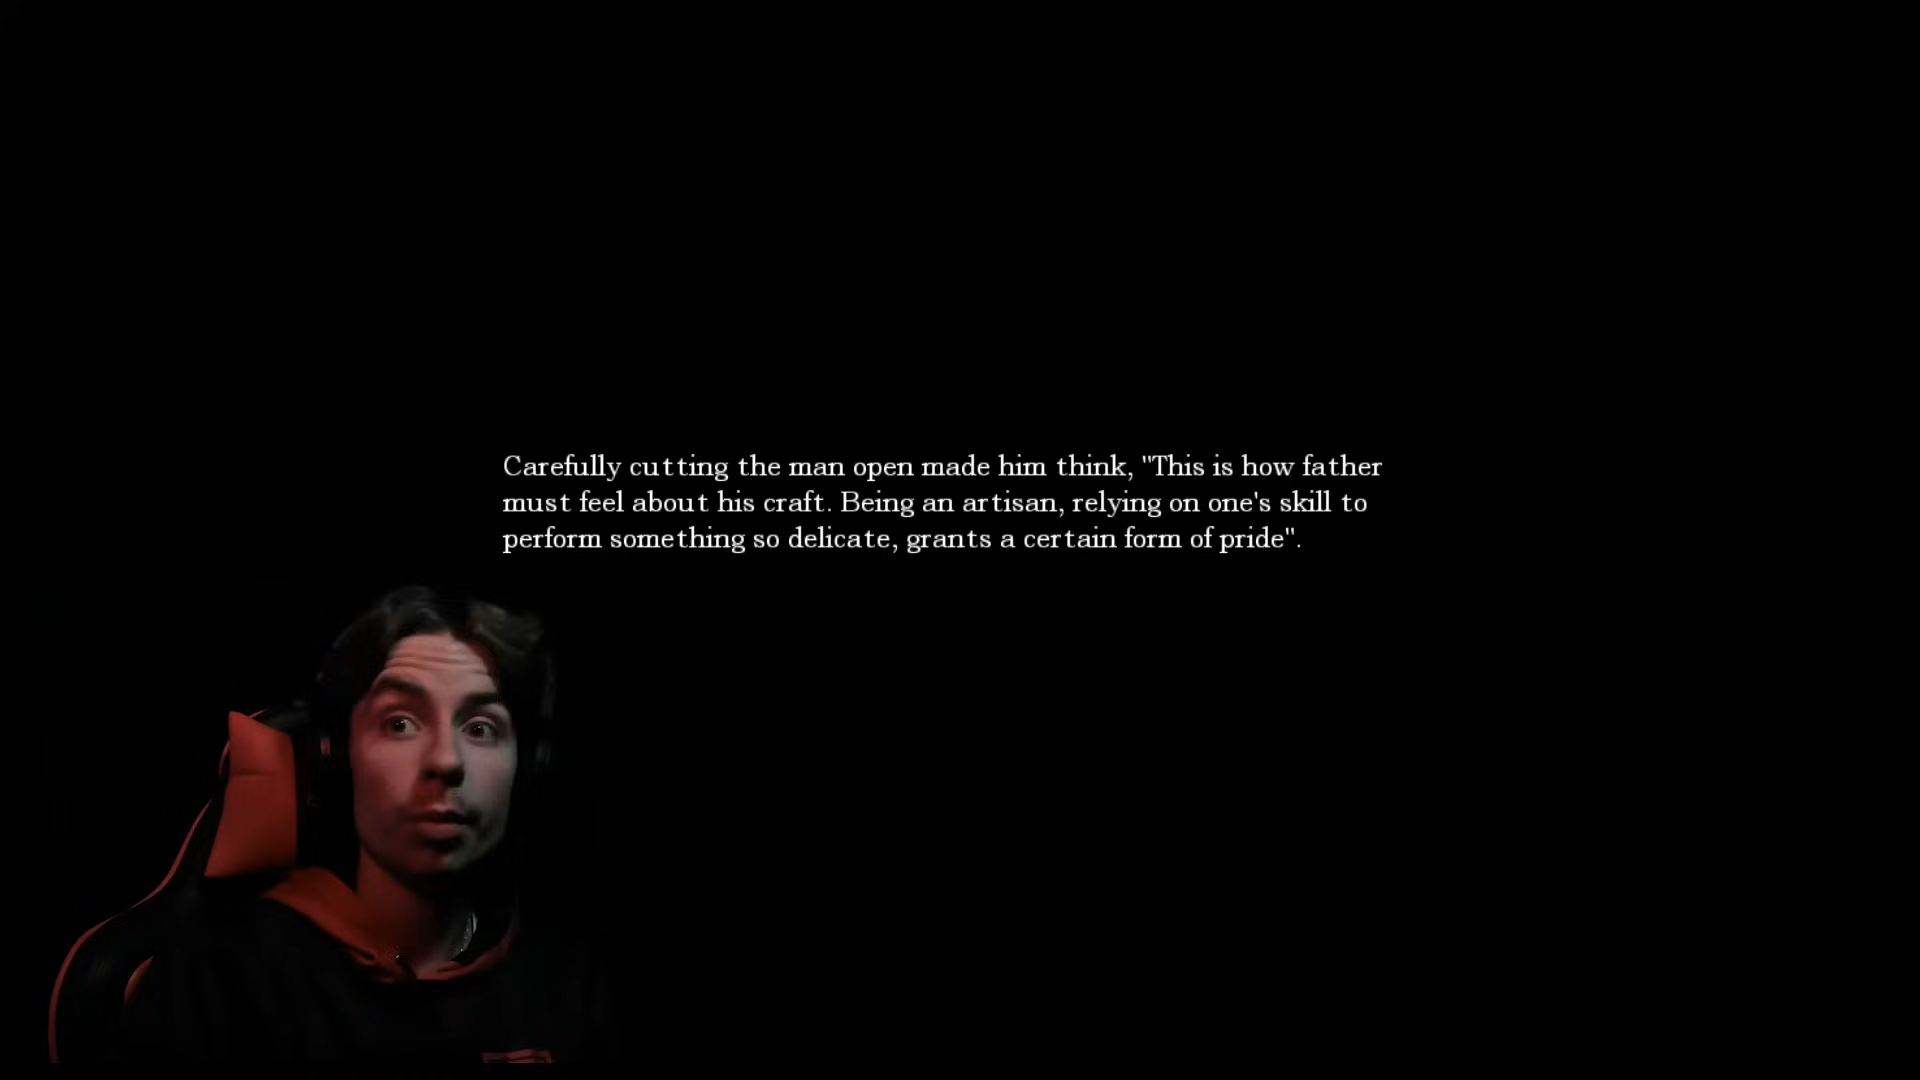 Carefully cutting the man open made him think, "This is how father
must feel about his craft. Being an artisan, relying on one's skill to
perform something so delicate, grants a certain form of pride".